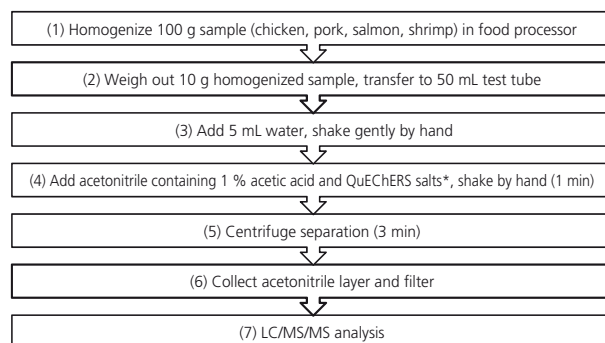 (1) Homogenize 100 g sample (chicken, pork, salmon, shrimp) in food processor
(2) Weigh out 10 g homogenized sample, transfer to 50 mL test tube
(3) Add 5 mL water, shake gently by hand
(4) Add acetonitrile containing 1 % acetic acid and QuEChERS salts*, shake by hand (1 min)
(5) Centrifuge separation (3 min)
(6) Collect acetonitrile layer and filter
(7) LC/MS/MS analysis